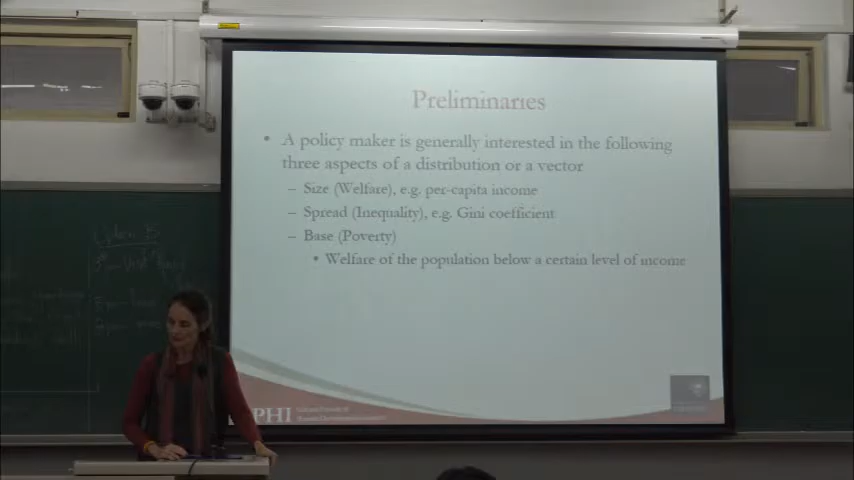 Preliminaries
• A policy maker is generally interested in the following
three aspects of a distribution or a vector
– Size (Welfare), e.g. per-capita income
– Spread (Inequality), e.g. Gini coefficient
– Base (Poverty)
• Welfare of the population below a certain level of income
PHI